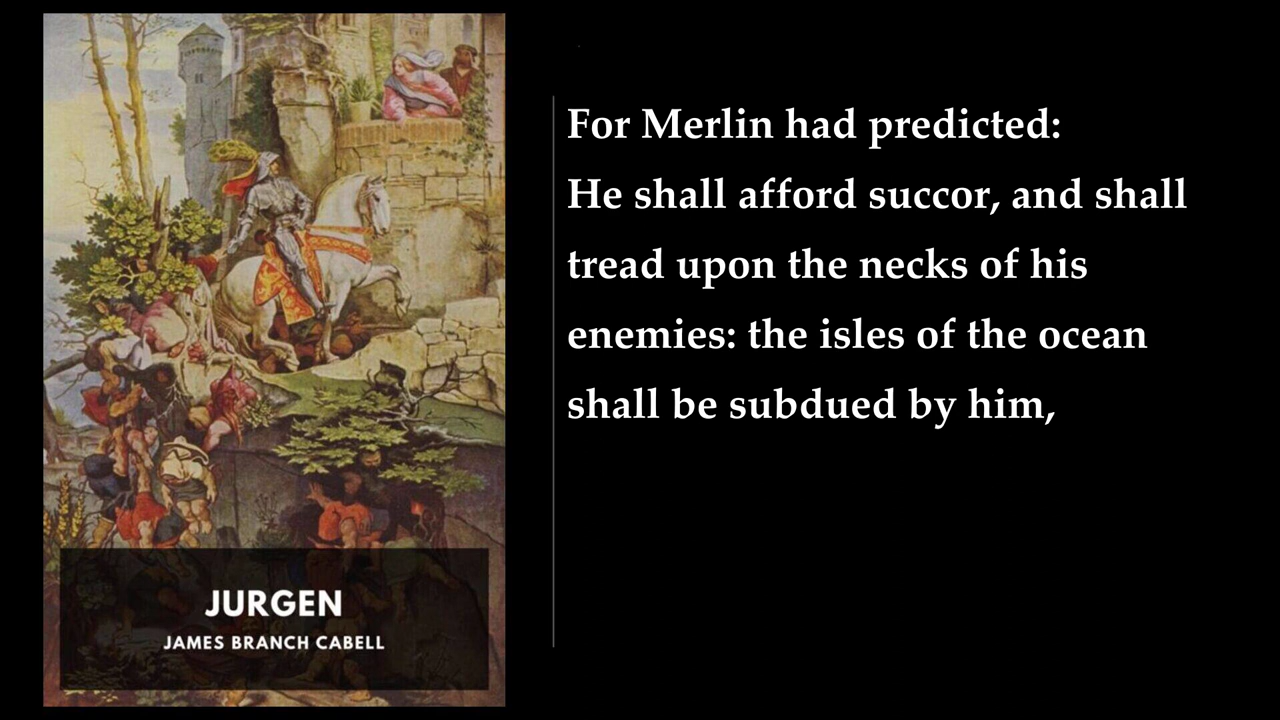 For Merlin had predicted:
He shall afford succor, and shall
tread upon the necks of his
enemies: the isles of the ocean
shall be subdued by him,
JURGEN
JAMES BRANCH CABELL